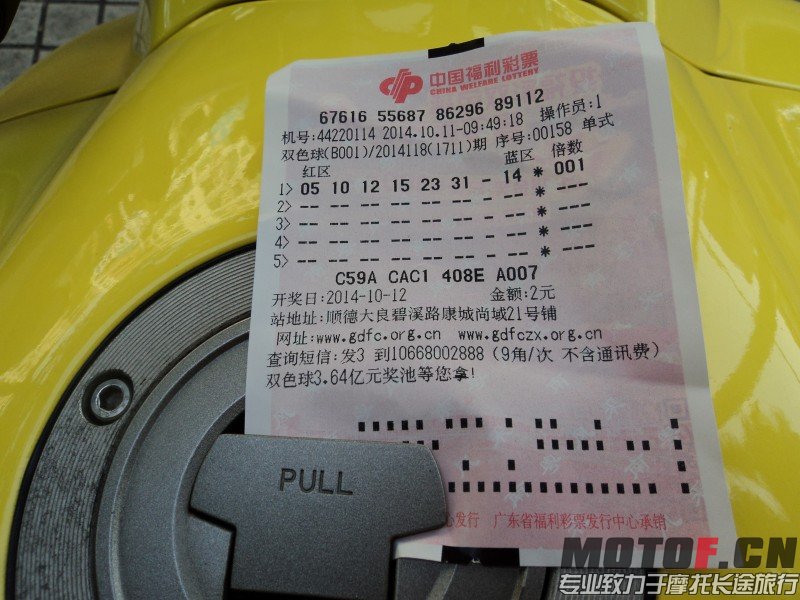 中国福利彩票
CHINA WELFARE LOTTERY
67616 55687 86296 89112
机号:44220114 2014.10.11-09:49:18 操作员:1
双色球(B001)/2014118(1711)期 序号:00158 单式
红区 蓝区 倍数
1> 05 10 12 15 23 31 - 14 * 001
2> -- -- -- -- -- -- - -- * ---
3> -- -- -- -- -- -- - -- * ---
4> -- -- -- -- -- -- - -- * ---
5> -- -- -- -- -- -- - -- * ---
C59A CAC1 408E A007
开奖日:2014-10-12 金额:2元
站地址:顺德大良碧溪路康城尚域21号铺
网址:www.gdfc.org.cn www.gdfczx.org.cn
查询短信:发3 到10668002888 (9角/次 不含通讯费)
双色球3.64亿元奖池等您拿!
PULL
心发行 广东省福利彩票发行中心承销
MOTOF.CN
专业致力于摩托长途旅行